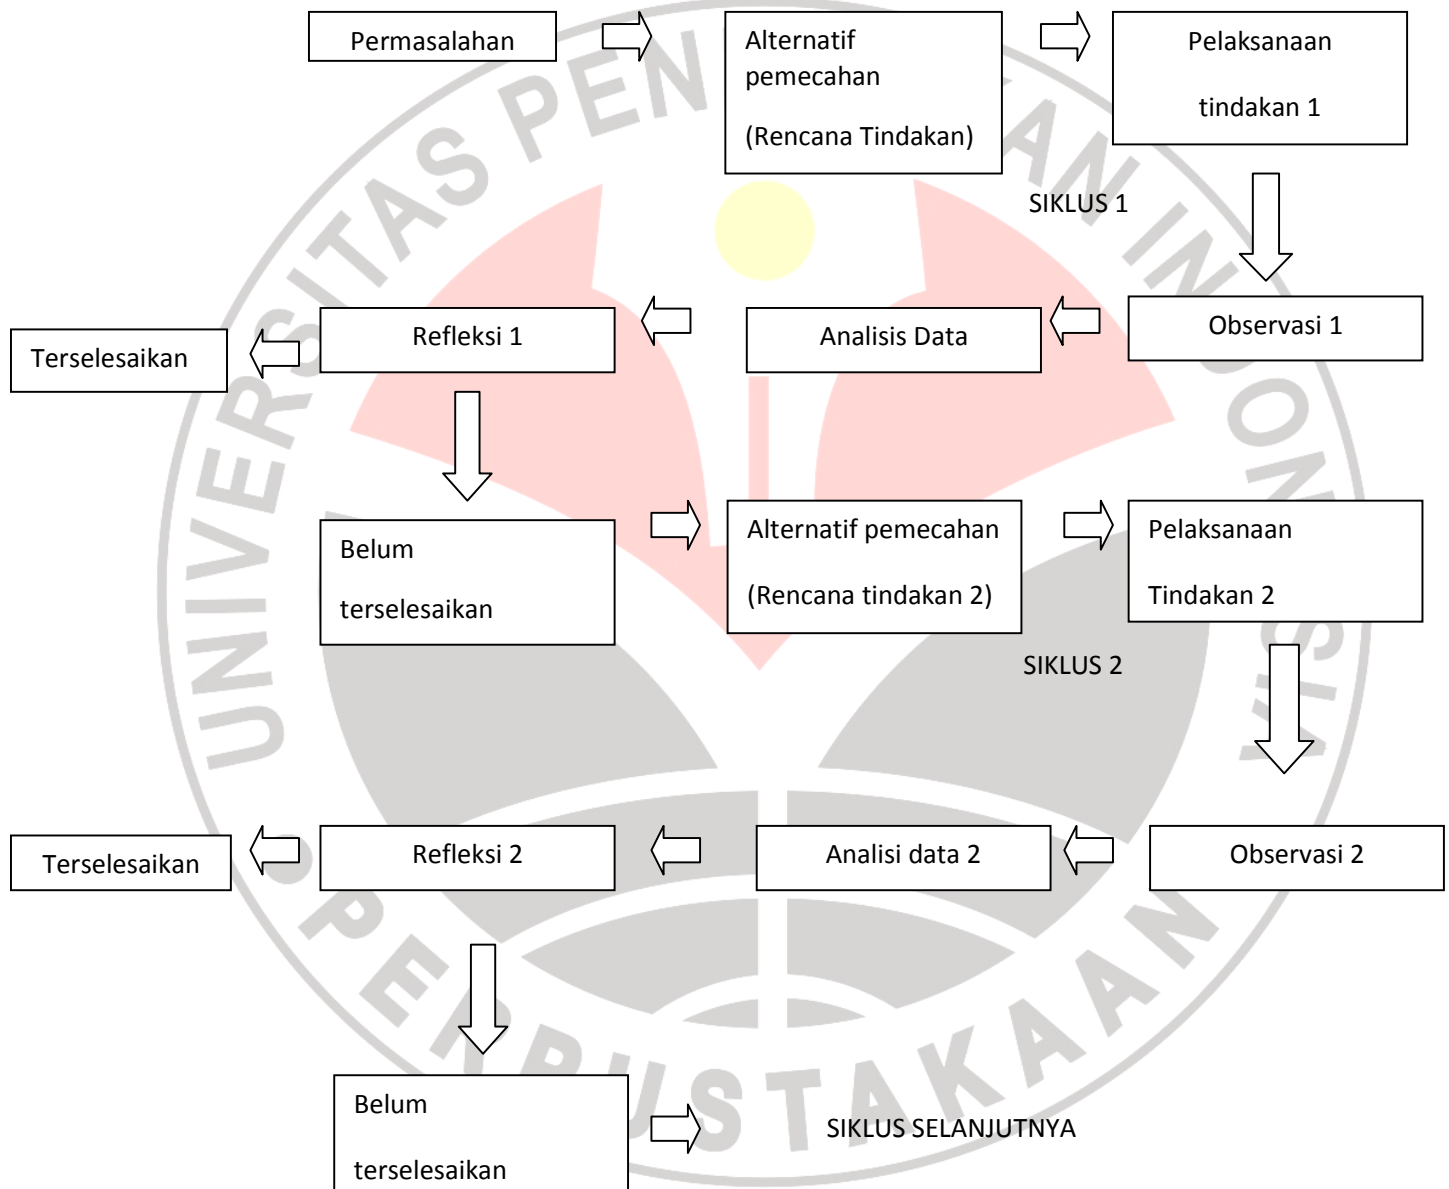 Permasalahan
Alternatif
pemecahan
(Rencana Tindakan)
Pelaksanaan
tindakan 1
SIKLUS 1
Terselesaikan
Refleksi 1
Analisis Data
Observasi 1
Belum
terselesaikan
Alternatif pemecahan
(Rencana tindakan 2)
Pelaksanaan
Tindakan 2
SIKLUS 2
Terselesaikan
Refleksi 2
Analisi data 2
Observasi 2
Belum
terselesaikan
SIKLUS SELANJUTNYA
UNIVERSITAS PENDIDIKAN INDONESIA
PERPUSTAKAAN